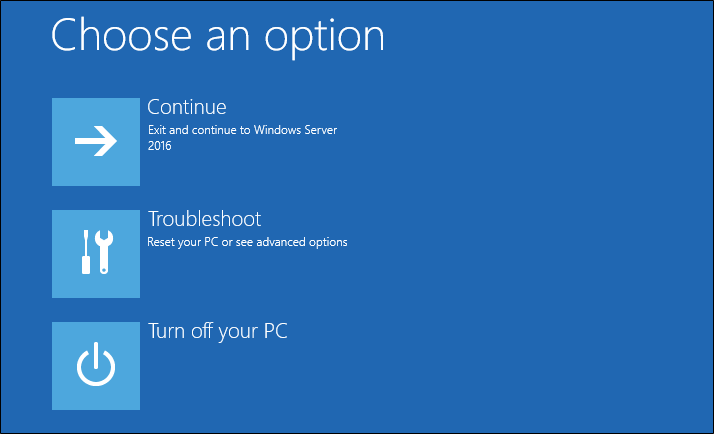 Choose an option
Continue
Exit and continue to Windows Server
2016
Troubleshoot
Reset your PC or see advanced options
Turn off your PC